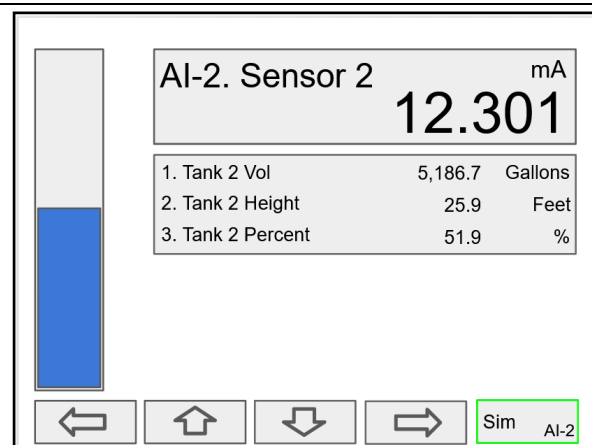 AI-2. Sensor 2 mA
12.301
1. Tank 2 Vol 5,186.7 Gallons
2. Tank 2 Height 25.9 Feet
3. Tank 2 Percent 51.9 %
Sim AI-2